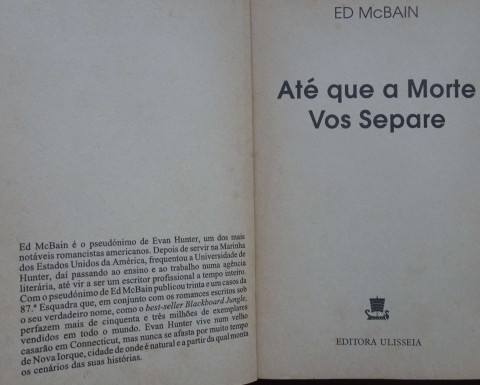 Ed McBain é o pseudónimo de Evan Hunter, um dos mais
notáveis romancistas americanos. Depois de servir na Marinha
dos Estados Unidos da América, frequentou a Universidade de
Hunter, daí passando ao ensino e ao trabalho numa agência
literária, até vir a ser um escritor profissional a tempo inteiro.
Com o pseudónimo de Ed McBain publicou trinta e um casos da
87.ª Esquadra que, em conjunto com os romances escritos sob
o seu verdadeiro nome, como o best-seller Blackboard Jungle,
perfazem mais de cinquenta e três milhões de exemplares
vendidos em todo o mundo. Evan Hunter vive num velho
casarão em Connecticut, mas nunca se afasta por muito tempo
de Nova Iorque, cidade de onde é natural e a partir da qual monta
os cenários das suas histórias.
ED McBAIN
Até que a Morte
Vos Separe
EDITORA ULISSEIA